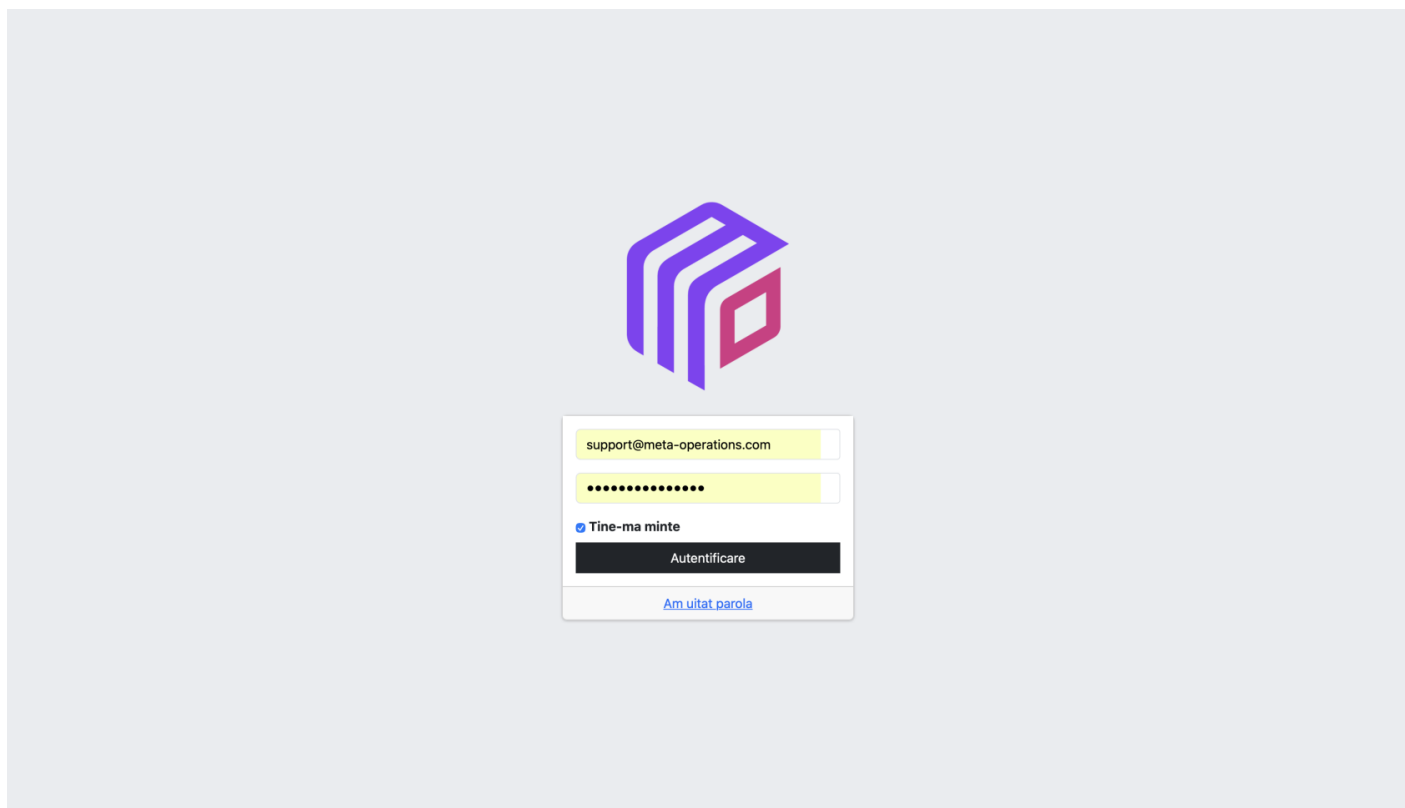 support@meta-operations.com
•••••••••••••••
Tine-ma minte
Autentificare
Am uitat parola